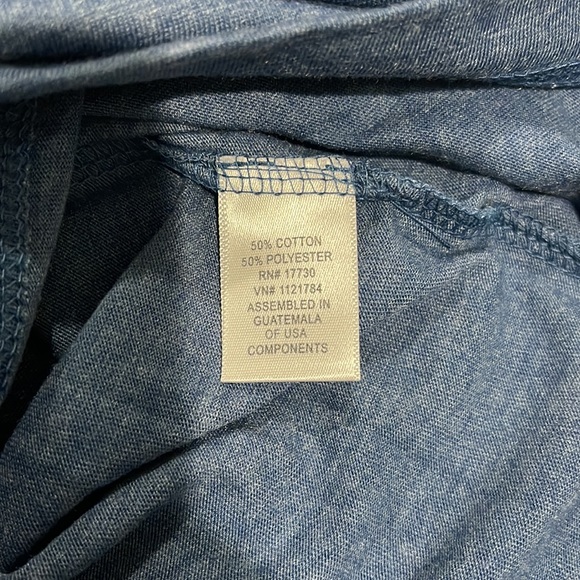 50% COTTON
50% POLYESTER
RN# 17730
VN# 1121784
ASSEMBLED IN
GUATEMALA
OF USA
COMPONENTS